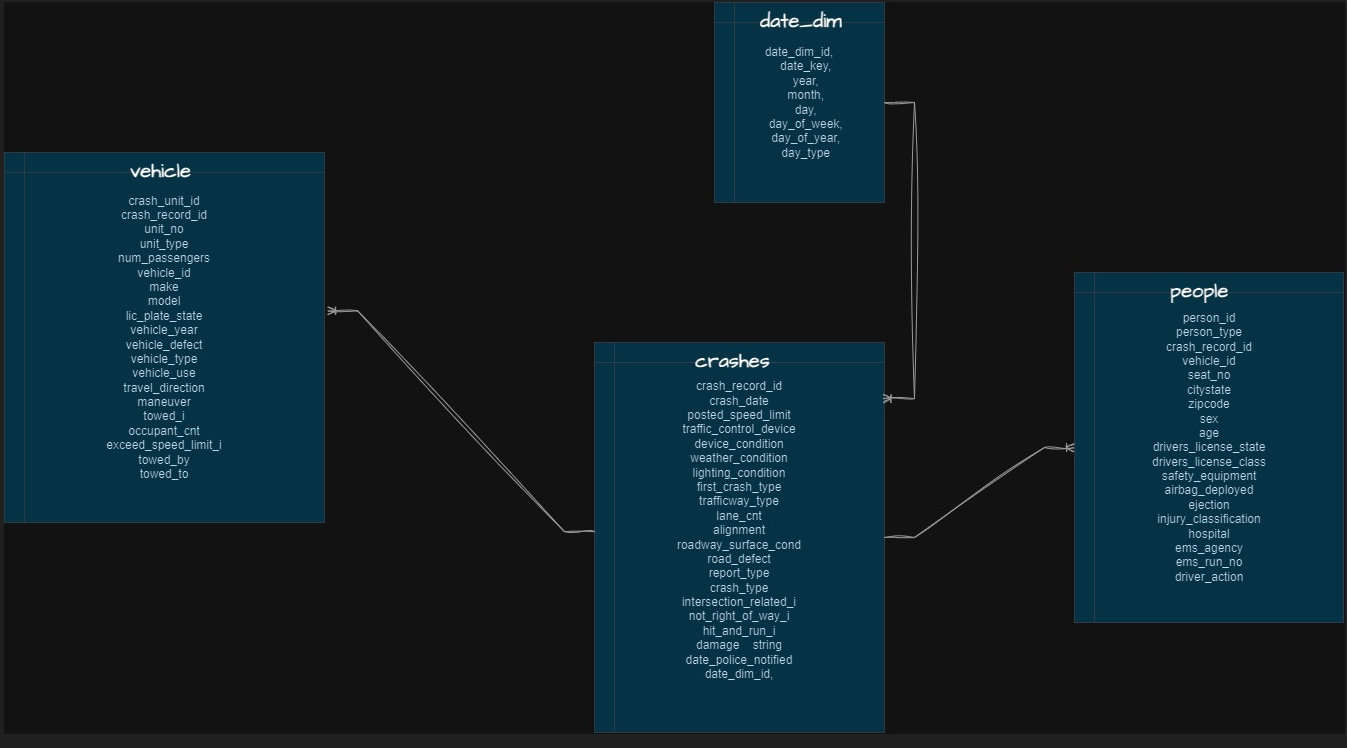 date_dim
date_dim_id,
date_key,
year,
month,
day,
day_of_week,
day_of_year,
day_type
vehicle
crash_unit_id
crash_record_id
unit_no
unit_type
num_passengers
vehicle_id
make
model
lic_plate_state
vehicle_year
vehicle_defect
vehicle_type
vehicle_use
travel_direction
maneuver
towed_i
occupant_cnt
exceed_speed_limit_i
towed_by
towed_to
crashes
crash_record_id
crash_date
posted_speed_limit
traffic_control_device
device_condition
weather_condition
lighting_condition
first_crash_type
trafficway_type
lane_cnt
alignment
roadway_surface_cond
road_defect
report_type
crash_type
intersection_related_i
not_right_of_way_i
hit_and_run_i
damage    string
date_police_notified
date_dim_id,
people
person_id
person_type
crash_record_id
vehicle_id
seat_no
citystate
zipcode
sex
age
drivers_license_state
drivers_license_class
safety_equipment
airbag_deployed
ejection
injury_classification
hospital
ems_agency
ems_run_no
driver_action